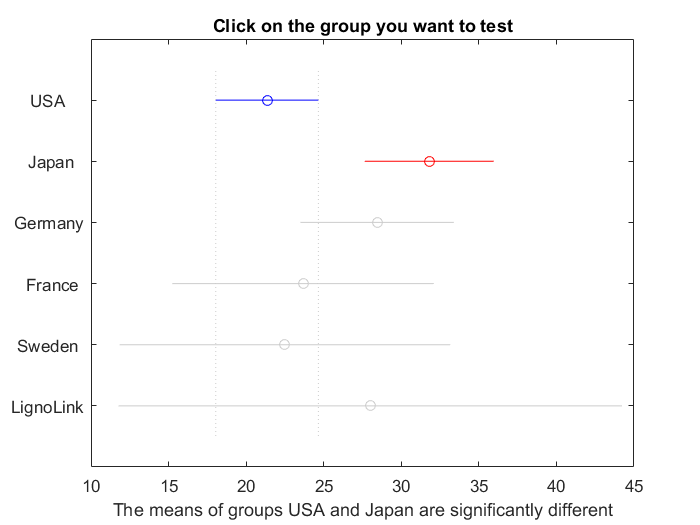 Click on the group you want to test
USA
Japan
Germany
France
Sweden
LignoLink
10 15 20 25 30 35 40 45
The means of groups USA and Japan are significantly different